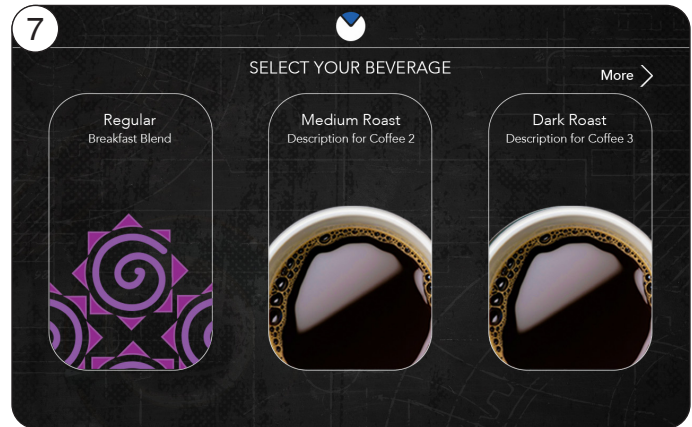 7
SELECT YOUR BEVERAGE
More
Regular
Breakfast Blend
Medium Roast
Description for Coffee 2
Dark Roast
Description for Coffee 3